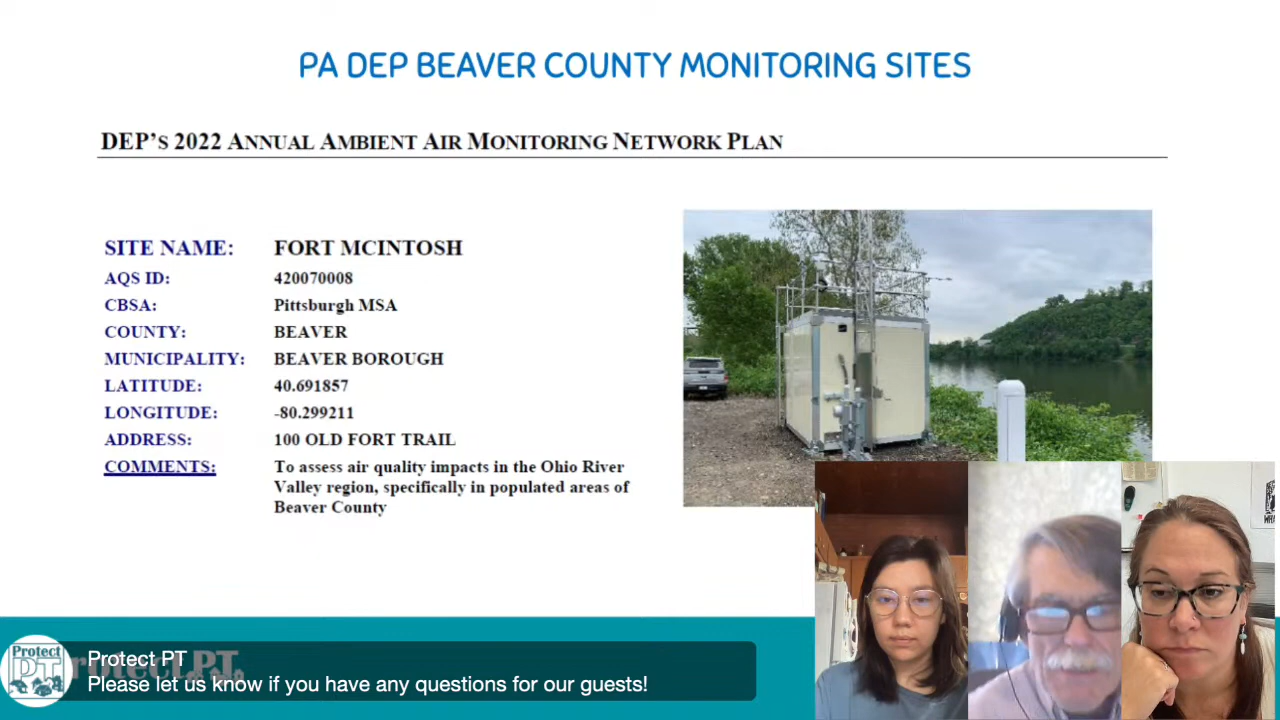 PA DEP BEAVER COUNTY MONITORING SITES
DEP'S 2022 ANNUAL AMBIENT AIR MONITORING NETWORK PLAN
SITE NAME: FORT MCINTOSH
AQS ID: 420070008
CBSA: Pittsburgh MSA
COUNTY: BEAVER
MUNICIPALITY: BEAVER BOROUGH
LATITUDE: 40.691857
LONGITUDE: -80.299211
ADDRESS: 100 OLD FORT TRAIL
COMMENTS: To assess air quality impacts in the Ohio River
Valley region, specifically in populated areas of
Beaver County
Protect
PT
Protect P.T.
Protect PT
Please let us know if you have any questions for our guests!